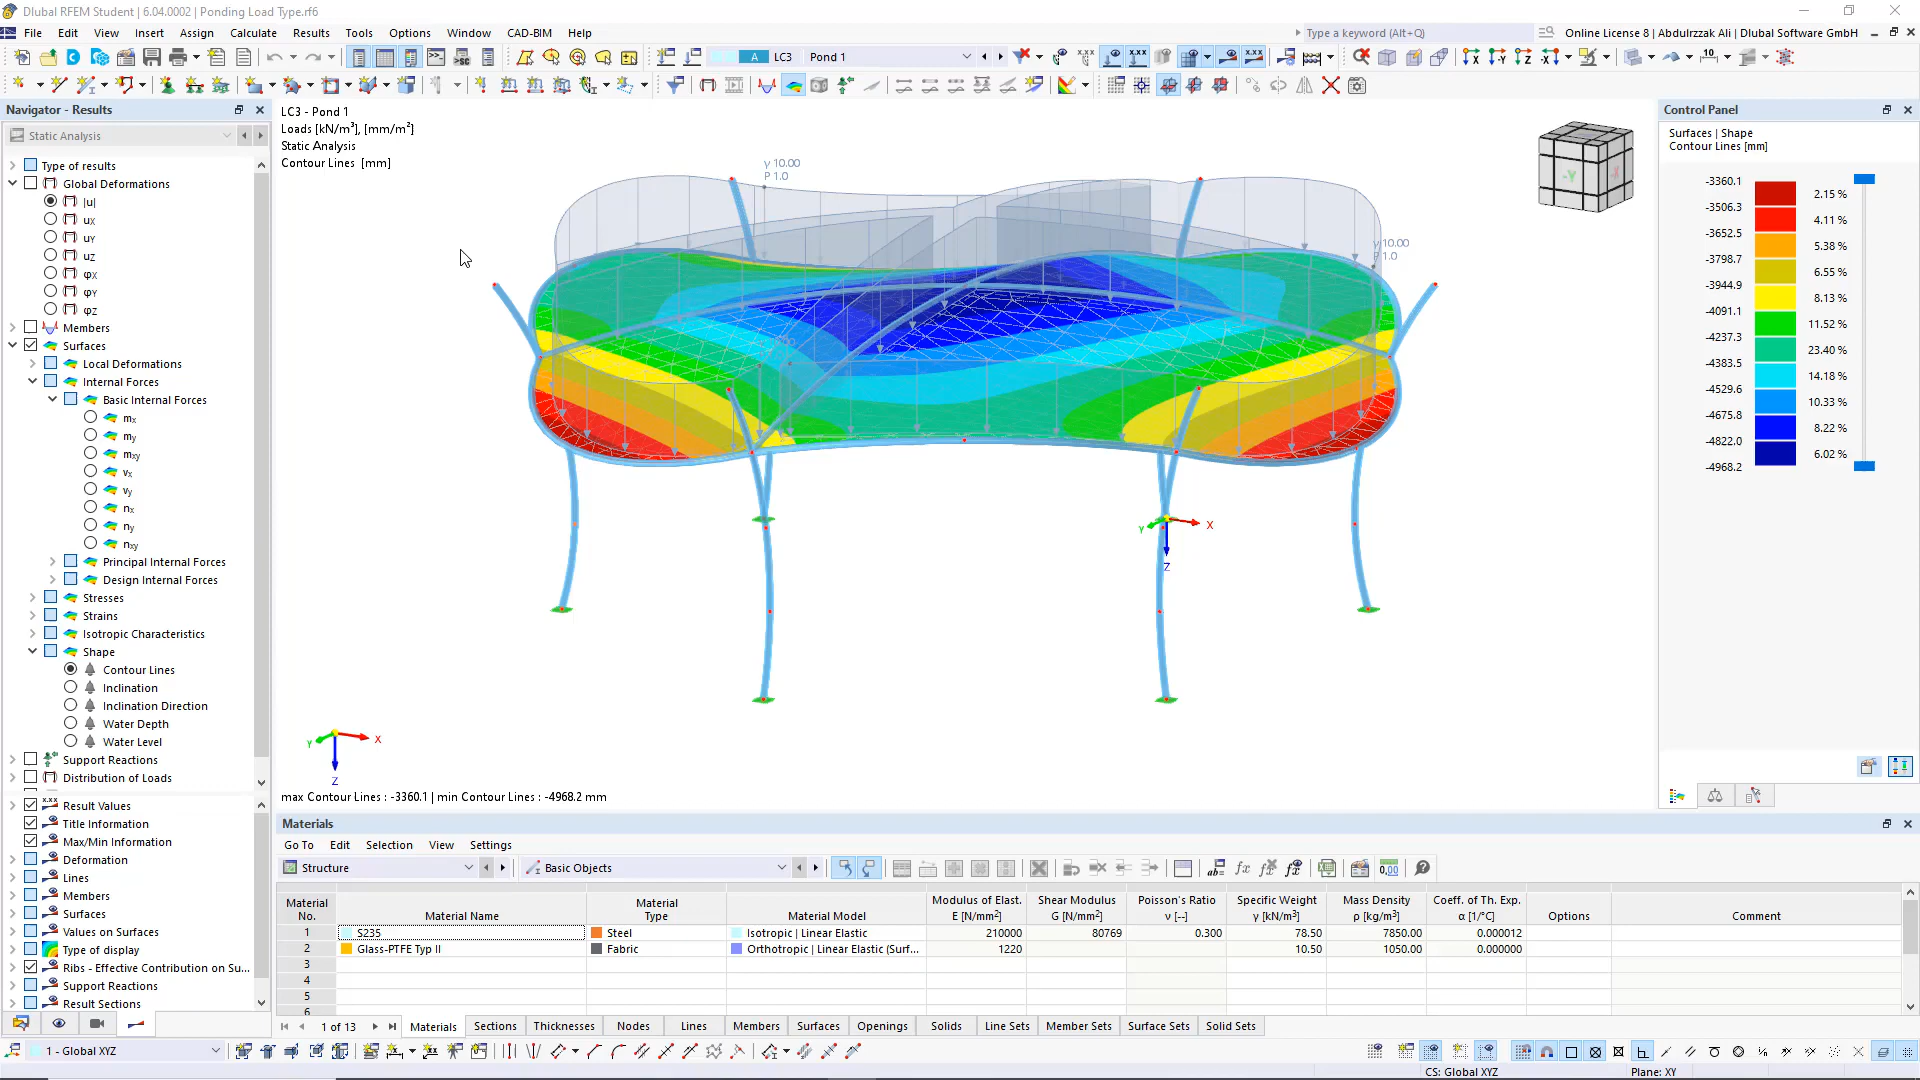 Dlubal RFEM Student | 6.04.0002 | Ponding Load Type.rf6
File Edit View Insert Assign Calculate Results Tools Options Window CAD-BIM Help
Type a keyword (Alt+Q)
Online License 8 | Abdulrzzak Ali | Dlubal Software GmbH
A LC3 Pond 1
Navigator - Results
Static Analysis
Type of results
Global Deformations
|u|
uX
uY
uZ
φX
φY
φZ
Members
Surfaces
Local Deformations
Internal Forces
Basic Internal Forces
mx
my
mxy
vx
vy
nx
ny
nxy
Principal Internal Forces
Design Internal Forces
Stresses
Strains
Isotropic Characteristics
Shape
Contour Lines
Inclination
Inclination Direction
Water Depth
Water Level
Support Reactions
Distribution of Loads
Result Values
Title Information
Max/Min Information
Deformation
Lines
Members
Surfaces
Values on Surfaces
Type of display
Ribs - Effective Contribution on Su...
Support Reactions
Result Sections
LC3 - Pond 1
Loads [kN/m³], [mm/m²]
Static Analysis
Contour Lines [mm]
γ 10.00
P 1.0
γ 10.00
P 1.0
Y X
Z
Y X
Z
-Y -X
max Contour Lines : -3360.1 | min Contour Lines : -4968.2 mm
Control Panel
Surfaces | Shape
Contour Lines [mm]
-3360.1
2.15 %
-3506.3
4.11 %
-3652.5
5.38 %
-3798.7
6.55 %
-3944.9
8.13 %
-4091.1
11.52 %
-4237.3
23.40 %
-4383.5
14.18 %
-4529.6
10.33 %
-4675.8
8.22 %
-4822.0
6.02 %
-4968.2
Materials
Go To Edit Selection View Settings
Structure Basic Objects
Material No. Material Name Material Type Material Model Modulus of Elast. E [N/mm²] Shear Modulus G [N/mm²] Poisson's Ratio ν [--] Specific Weight γ [kN/m³] Mass Density ρ [kg/m³] Coeff. of Th. Exp. α [1/°C] Options Comment
1 S235 Steel Isotropic | Linear Elastic 210000 80769 0.300 78.50 7850.00 0.000012
2 Glass-PTFE Typ II Fabric Orthotropic | Linear Elastic (Surf... 1220 10.50 1050.00 0.000000
3
4
5
6
1 of 13 Materials Sections Thicknesses Nodes Lines Members Surfaces Openings Solids Line Sets Member Sets Surface Sets Solid Sets
1 - Global XYZ
CS: Global XYZ Plane: XY